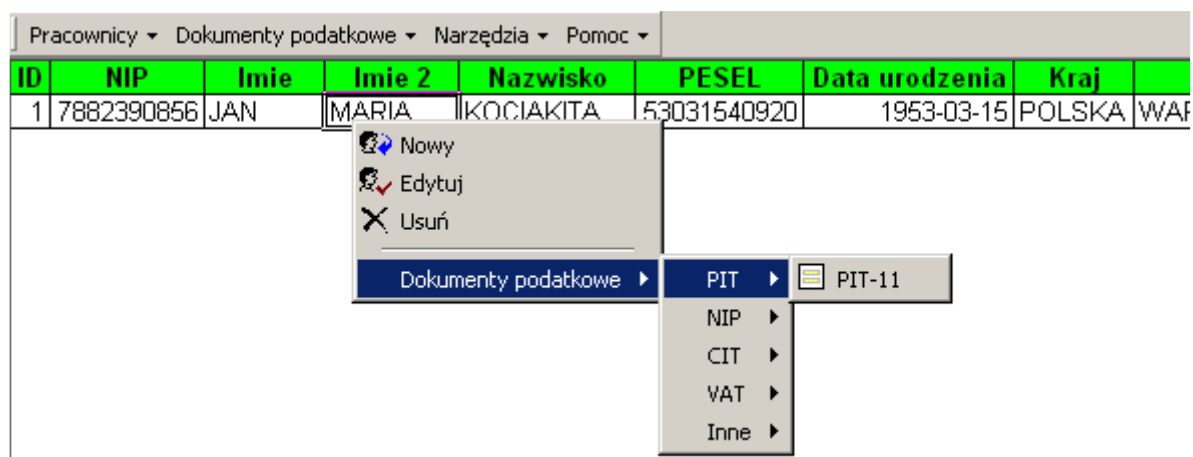 Pracownicy Dokumenty podatkowe Narzędzia Pomoc
ID NIP Imie Imie 2 Nazwisko PESEL Data urodzenia Kraj
1 7882390856 JAN MARIA KOCIAKITA 53031540920 1953-03-15 POLSKA WAR
Nowy
Edytuj
Usuń
Dokumenty podatkowe PIT PIT-11
NIP
CIT
VAT
Inne